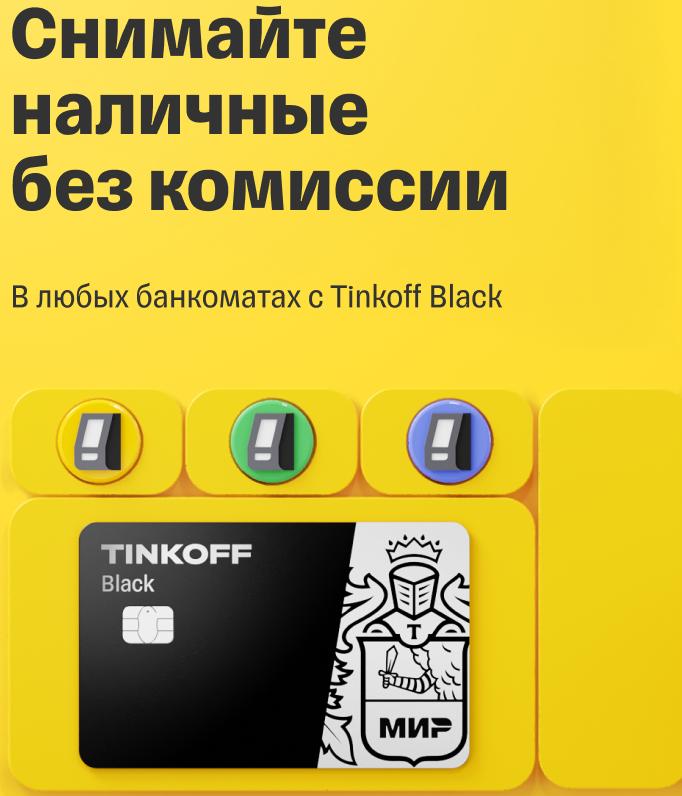 Снимайте
наличные
без комиссии
В любых банкоматах с Tinkoff Black
TINKOFF
Black
T
МИР